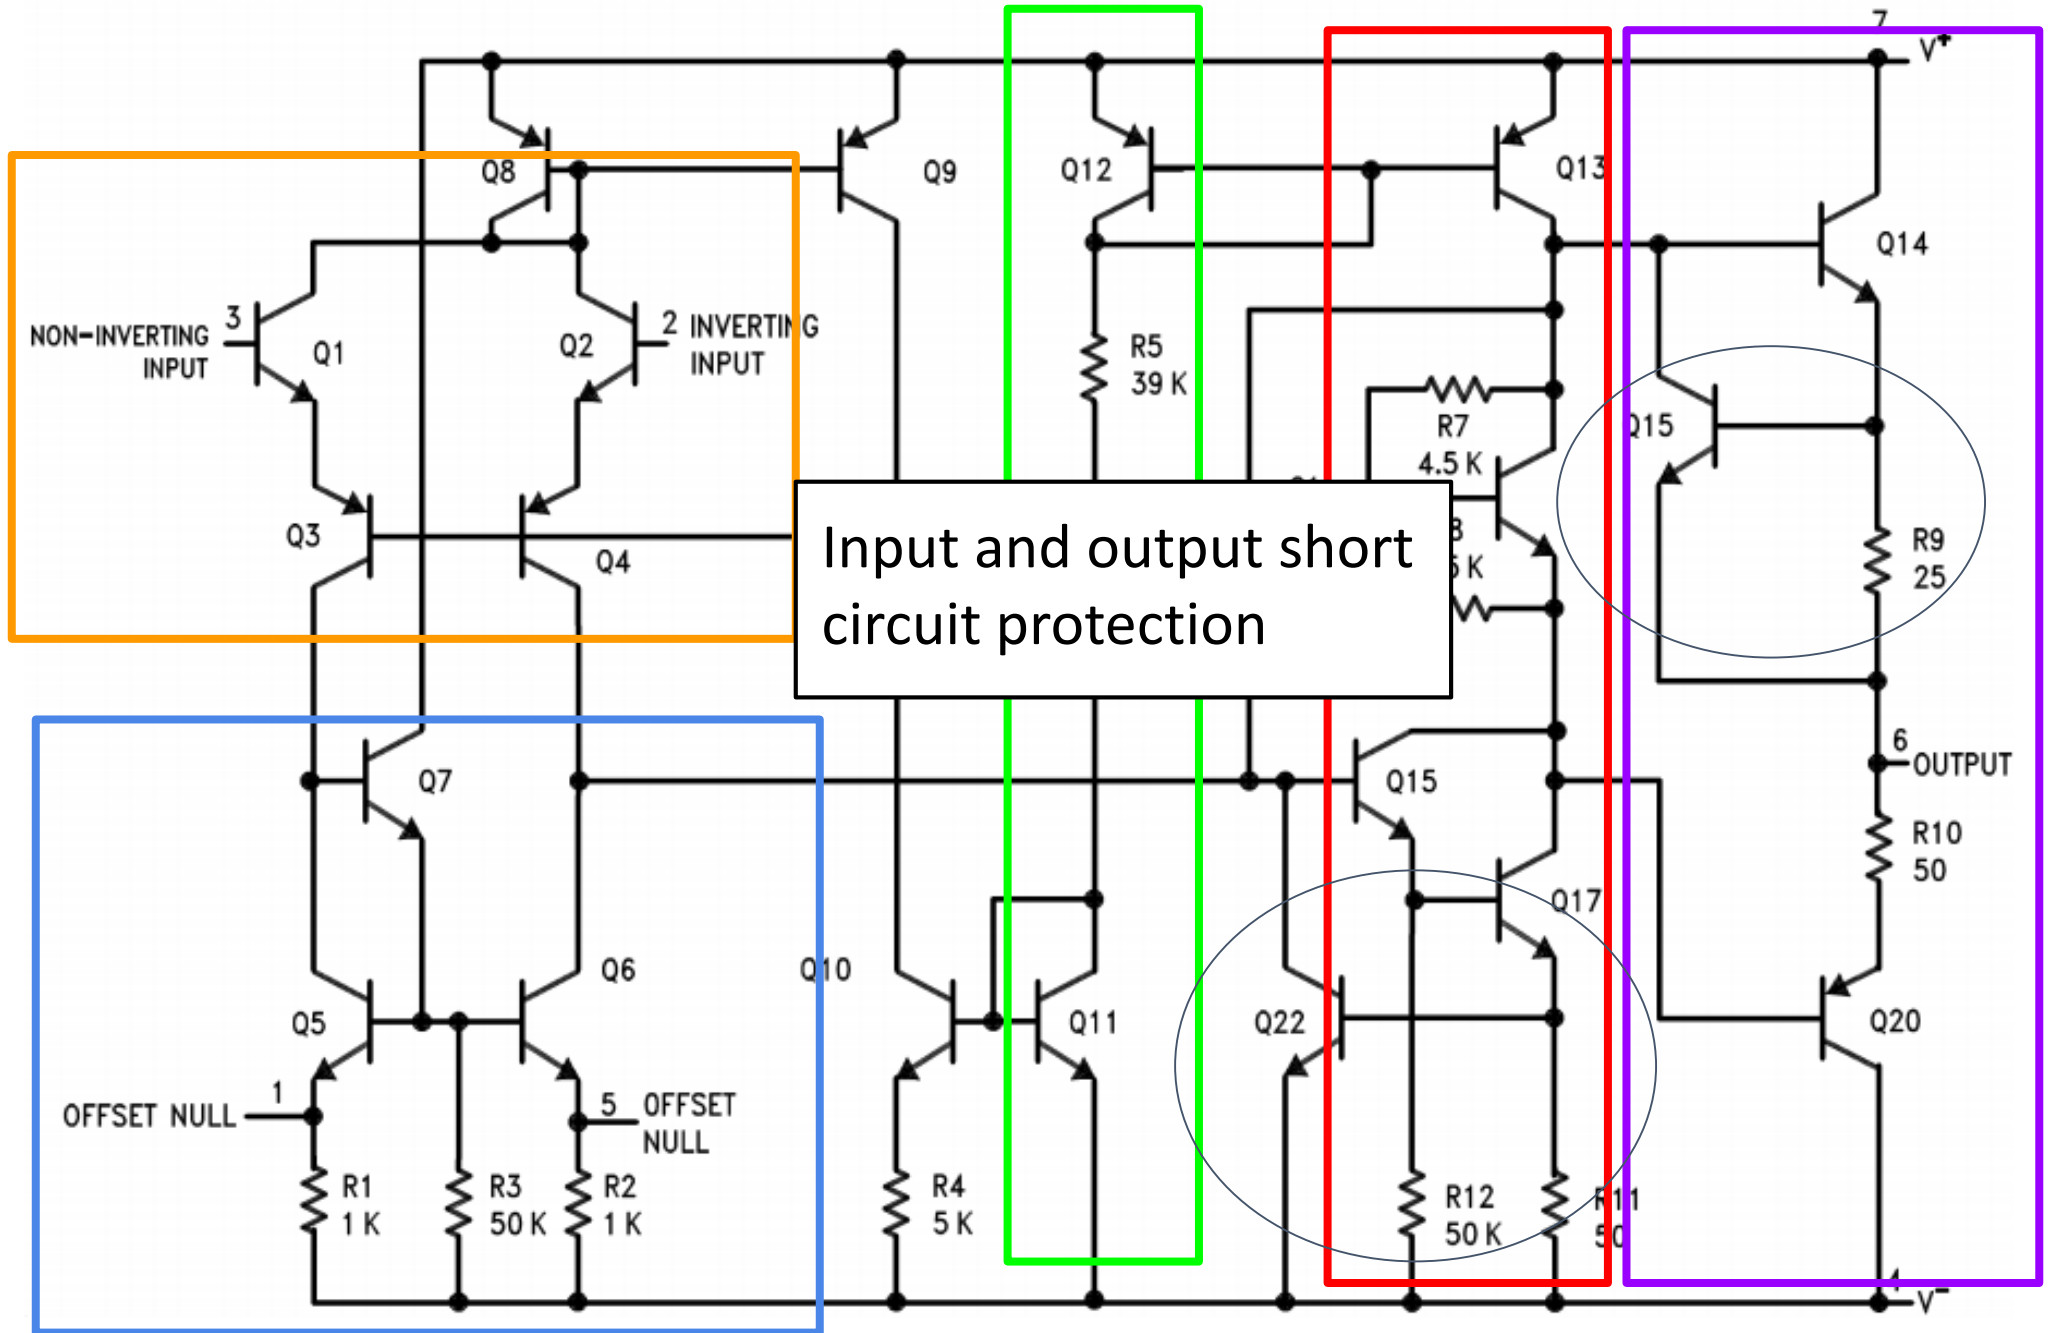 7
V+
Q8
Q9
Q12
Q13
Q14
3
NON-INVERTING
INPUT
Q1
Q2
2 INVERTING
INPUT
R5
39 K
R7
4.5 K
Q15
Q3
Q4
Input and output short
circuit protection
R9
25
Q7
Q15
6
OUTPUT
R10
50
Q17
Q6
Q10
Q5
Q11
Q22
Q20
1
OFFSET NULL
5 OFFSET
NULL
R1
1 K
R3
50 K
R2
1 K
R4
5 K
R12
50 K
R11
50
V-